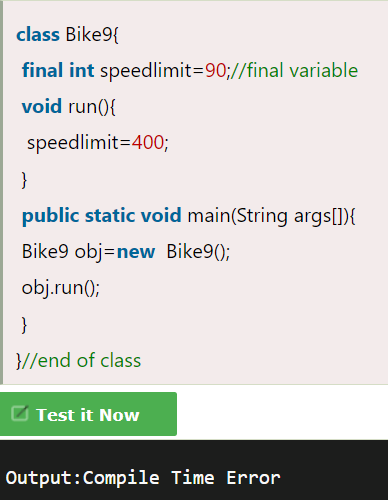 class Bike9{
final int speedlimit=90;//final variable
void run(){
speedlimit=400;
}
public static void main(String args[]){
Bike9 obj=new  Bike9();
obj.run();
}
}//end of class
Test it Now
Output:Compile Time Error